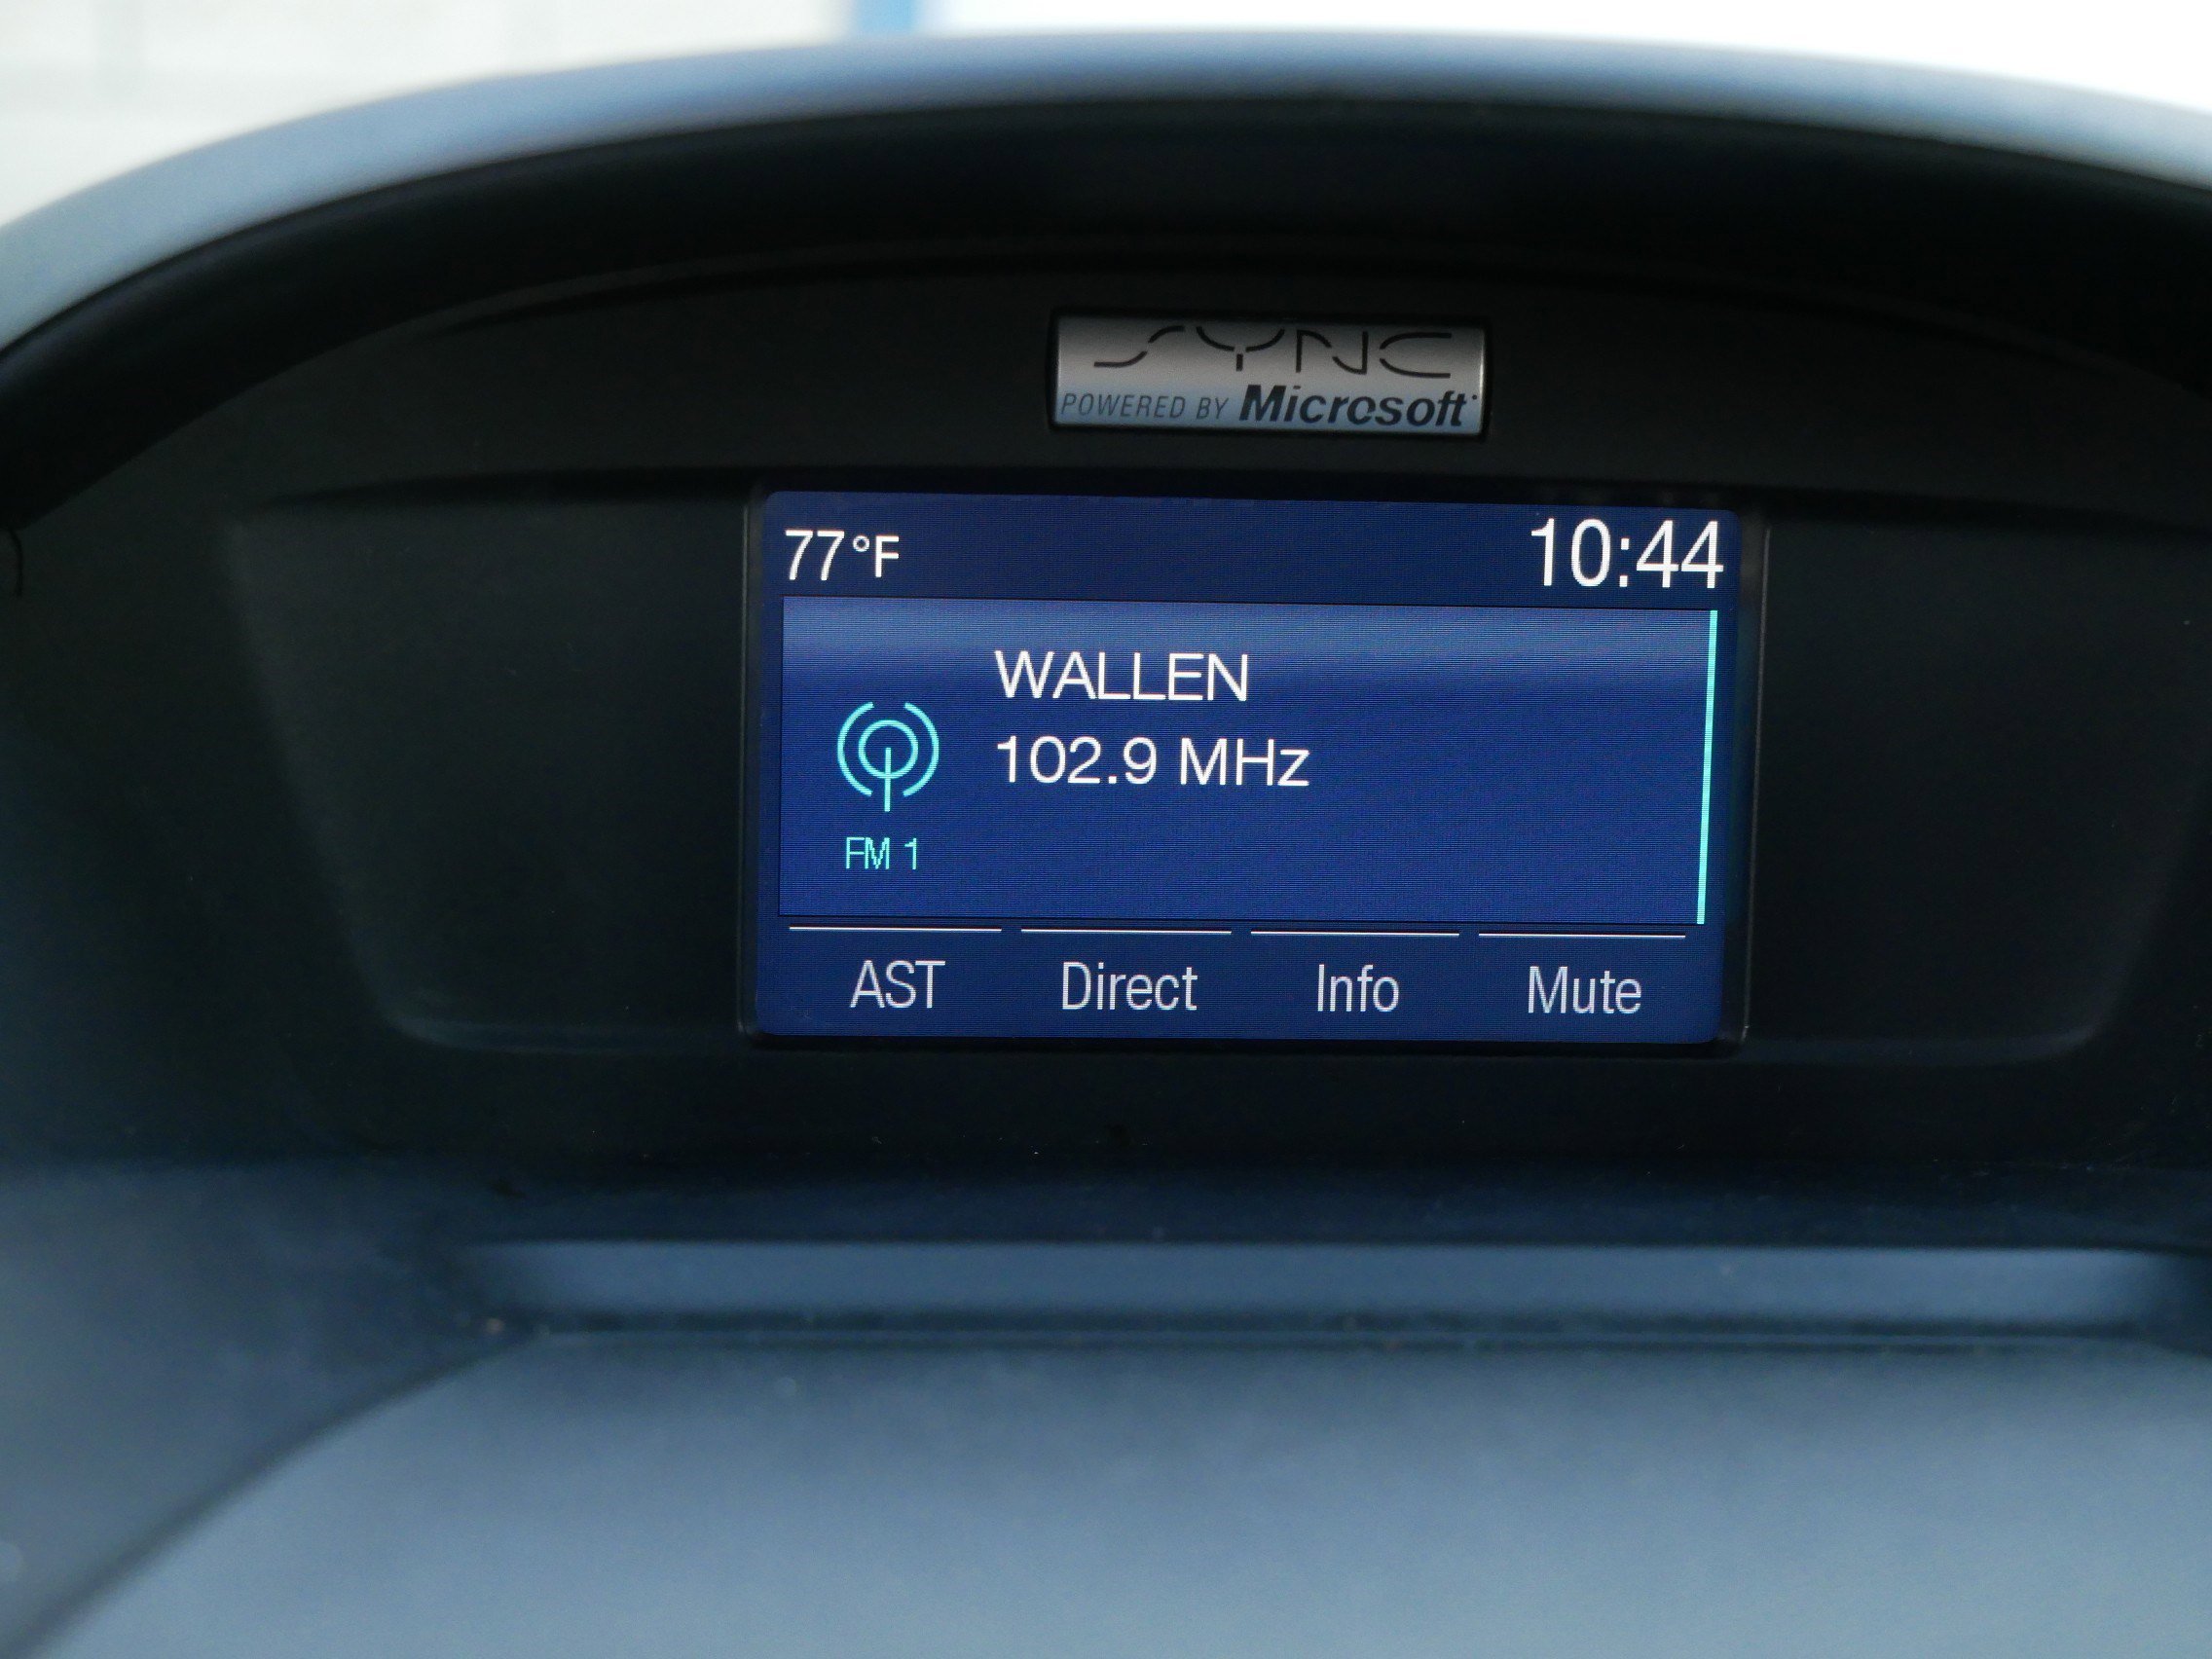 SYNC
POWERED BY Microsoft
77°F 10:44
WALLEN
102.9 MHz
FM 1
AST Direct Info Mute